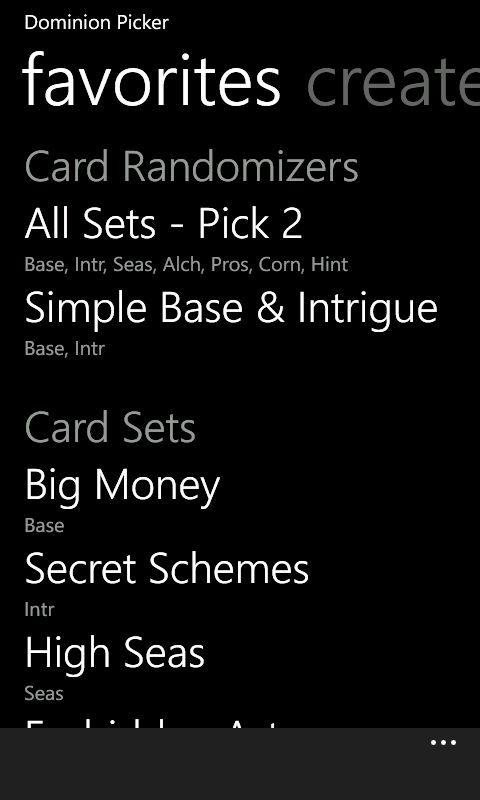 Dominion Picker
favorites create
Card Randomizers
All Sets - Pick 2
Base, Intr, Seas, Alch, Pros, Corn, Hint
Simple Base & Intrigue
Base, Intr
Card Sets
Big Money
Base
Secret Schemes
Intr
High Seas
Seas